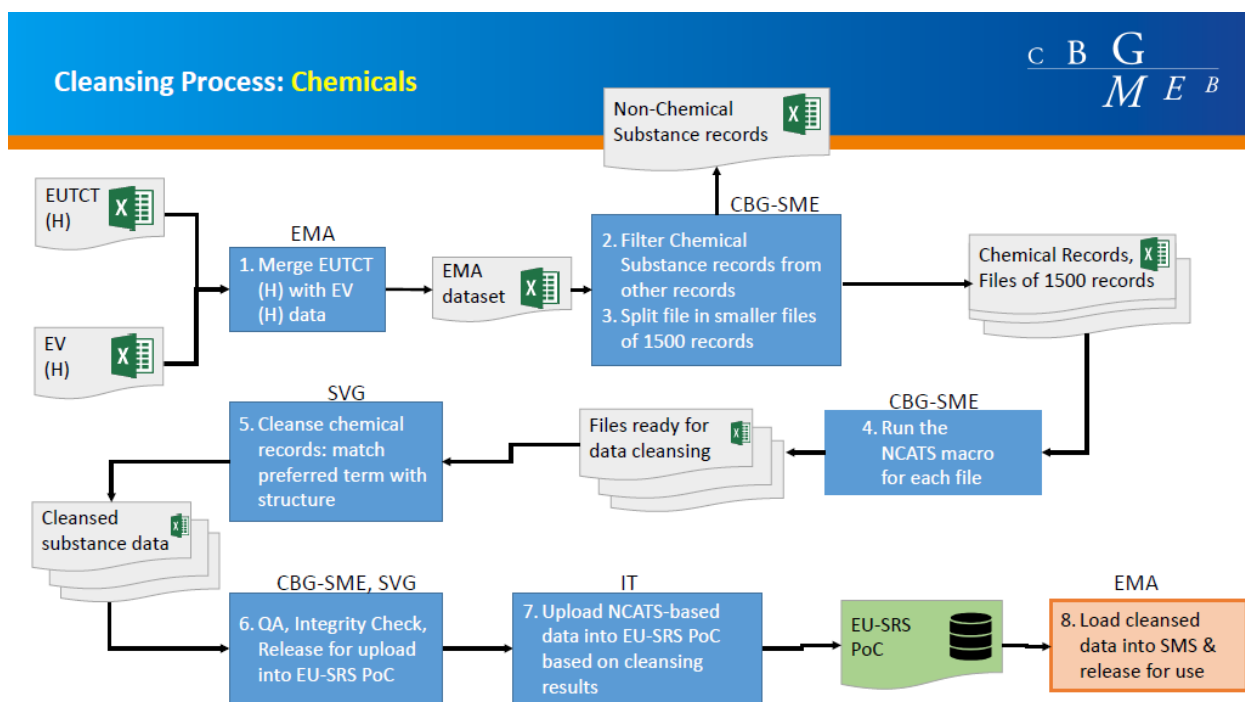 Cleansing Process: Chemicals
C B G
M E B
Non-Chemical
Substance records
EUTCT
(H)
EV
(H)
EMA
1. Merge EUTCT
(H) with EV
(H) data
EMA
dataset
CBG-SME
2. Filter Chemical
Substance records from
other records
3. Split file in smaller files
of 1500 records
Chemical Records,
Files of 1500 records
CBG-SME
4. Run the
NCATS macro
for each file
Files ready for
data cleansing
SVG
5. Cleanse chemical
records: match
preferred term with
structure
Cleansed
substance data
CBG-SME, SVG
6. QA, Integrity Check,
Release for upload
into EU-SRS PoC
IT
7. Upload NCATS-based
data into EU-SRS PoC
based on cleansing
results
EU-SRS
PoC
EMA
8. Load cleansed
data into SMS &
release for use